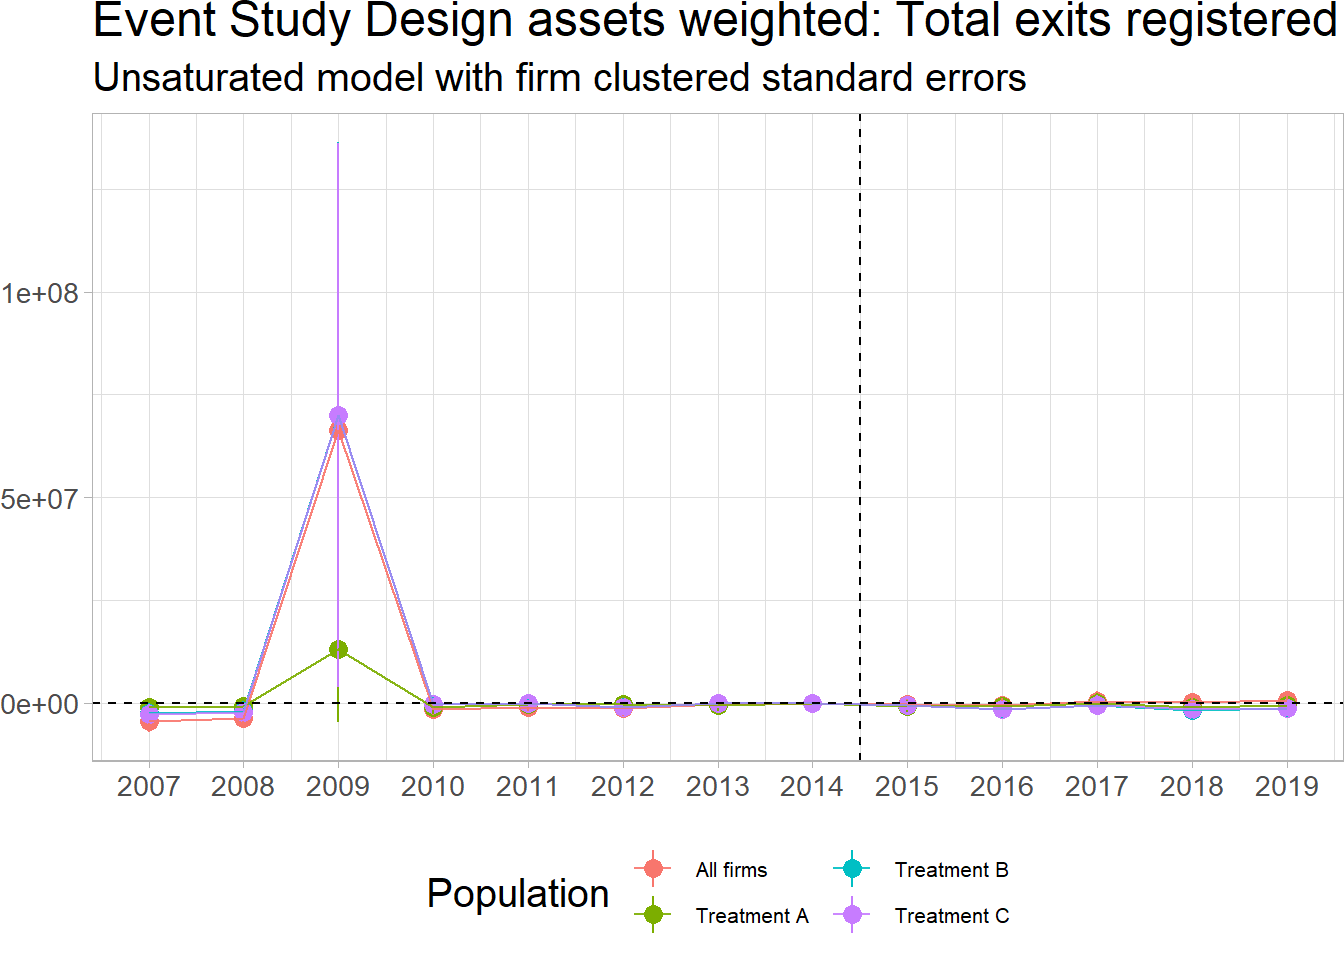 Event Study Design assets weighted: Total exits registered
Unsaturated model with firm clustered standard errors
1e+08
5e+07
0e+00
2007 2008 2009 2010 2011 2012 2013 2014 2015 2016 2017 2018 2019
Population
All firms
Treatment A
Treatment B
Treatment C